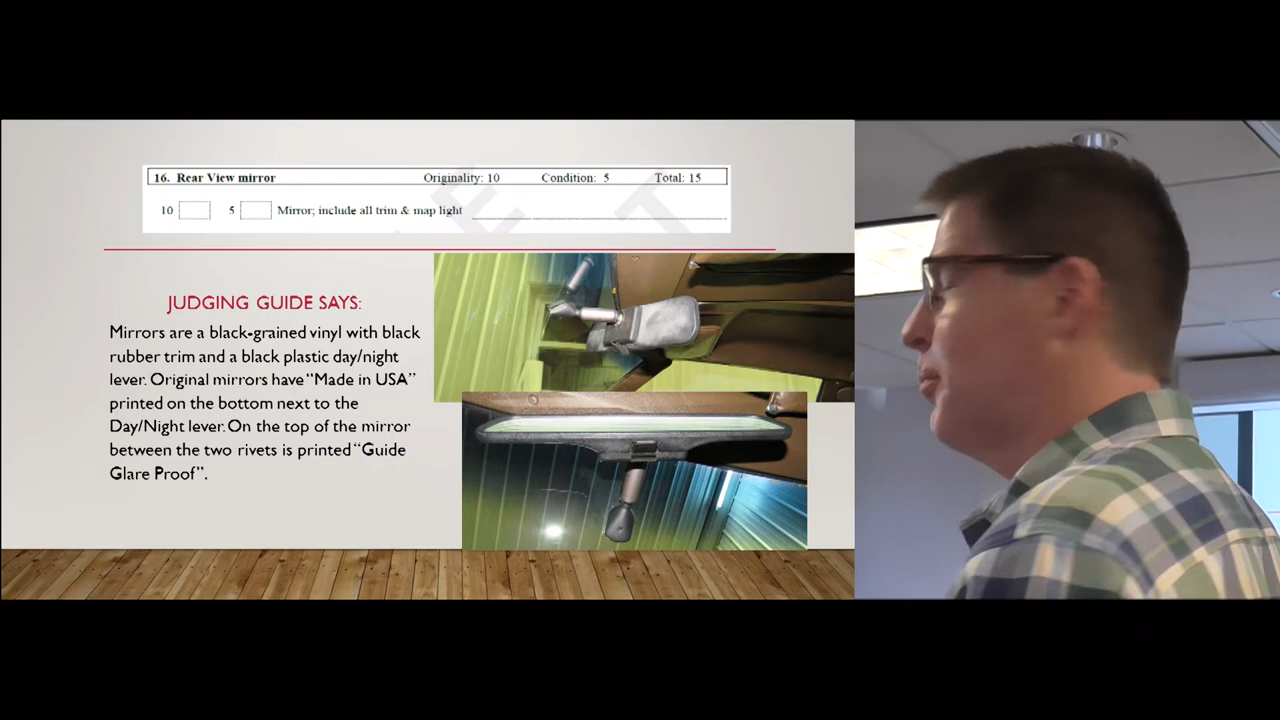 16. Rear View mirror Originality: 10 Condition: 5 Total: 15
10 5 Mirror; include all trim & map light
JUDGING GUIDE SAYS:
Mirrors are a black-grained vinyl with black
rubber trim and a black plastic day/night
lever. Original mirrors have “Made in USA”
printed on the bottom next to the
Day/Night lever. On the top of the mirror
between the two rivets is printed “Guide
Glare Proof”.